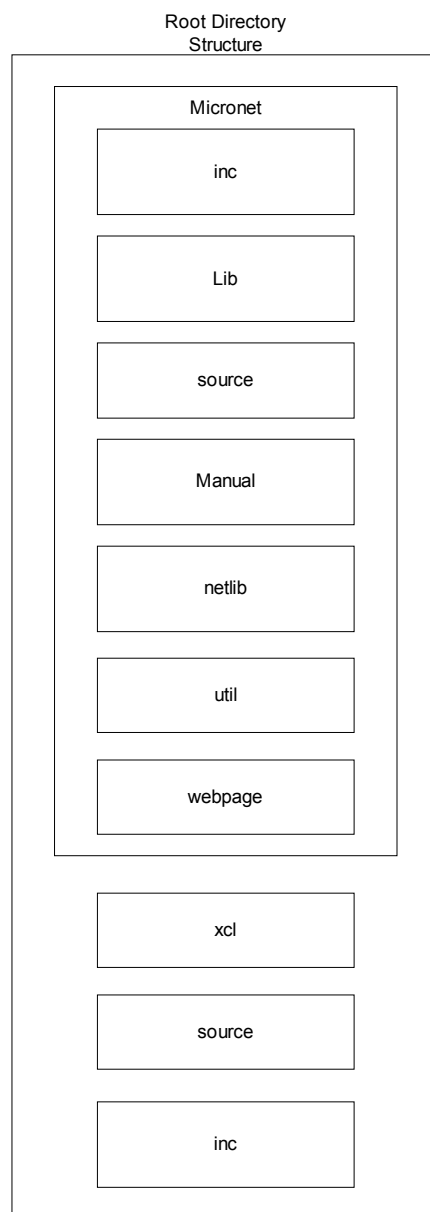 Root Directory
Structure
Micronet
inc
Lib
source
Manual
netlib
util
webpage
xcl
source
inc